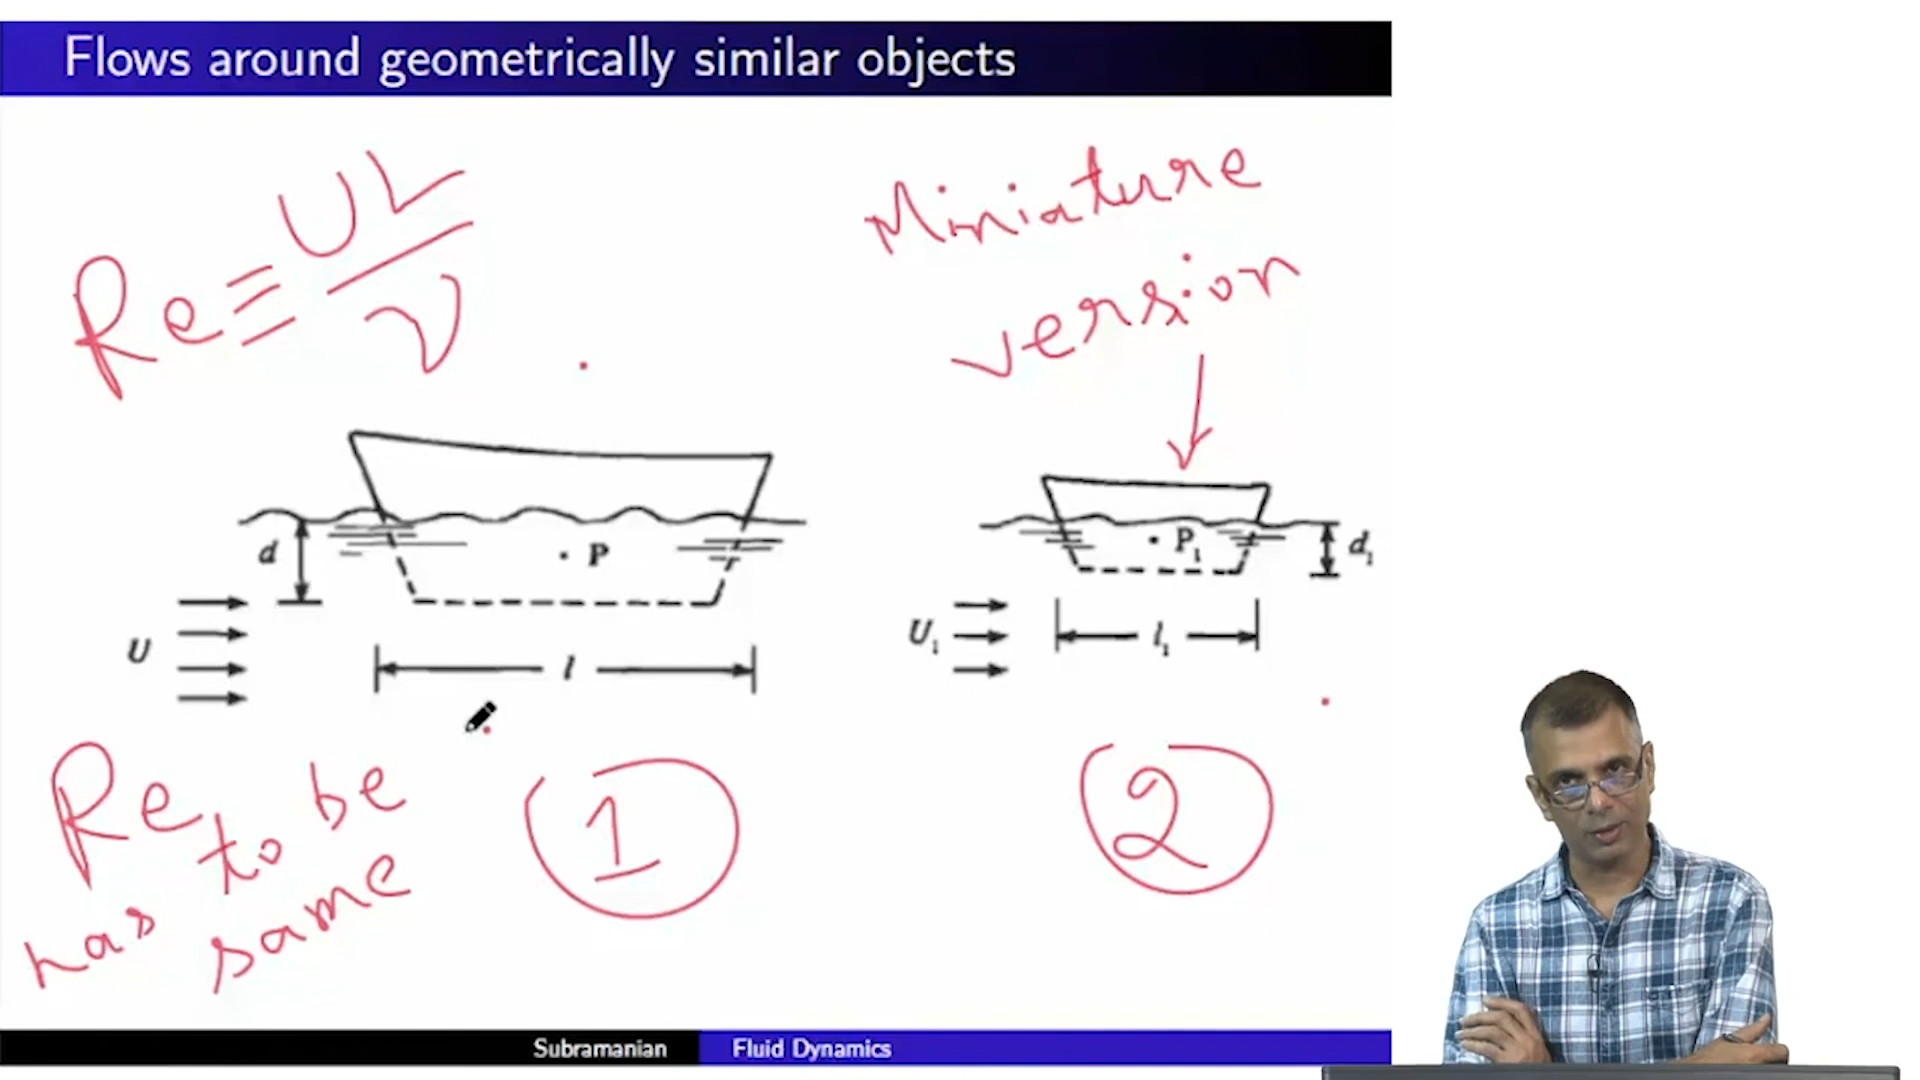 Flows around geometrically similar objects
Re ≡ UL/ν
Miniature
version
d
P
U
l
P₁
d₁
U₁
l₁
Re has to be
same
1
2
Subramanian
Fluid Dynamics